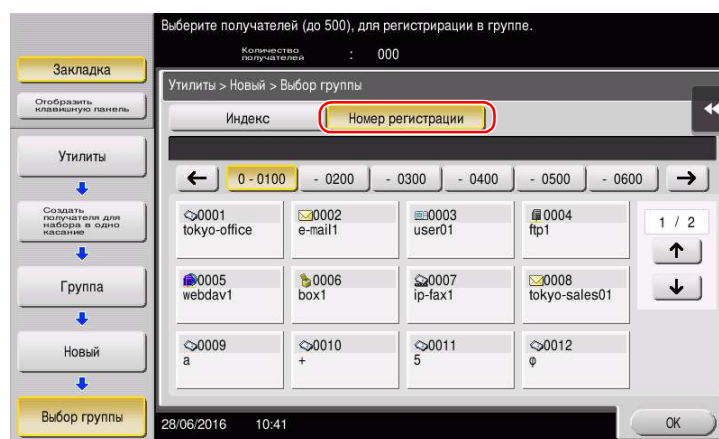 Выберите получателей (до 500), для регистрирарации в группе.
Количество
получателей : 000
Закладка
Отобразить
клавишную панель
Утилиты
Создать
получателя для
набора в одно
касание
Группа
Новый
Выбор группы
Утилиты > Новый > Выбор группы
Индекс Номер регистрации
0 - 0100 - 0200 - 0300 - 0400 - 0500 - 0600
0001 0002 0003 0004
tokyo-office e-mail1 user01 ftp1
1 / 2
0005 0006 0007 0008
webdav1 box1 ip-fax1 tokyo-sales01
0009 0010 0011 0012
a + 5 φ
28/06/2016 10:41 OK